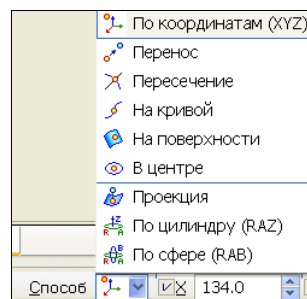 По координатам (XYZ)
Перенос
Пересечение
На кривой
На поверхности
В центре
Проекция
По цилиндру (RAZ)
По сфере (RAB)
Способ X 134.0